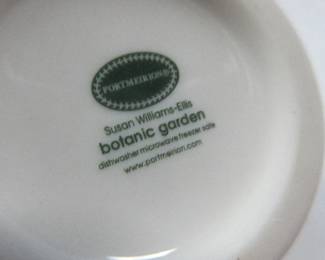 PORTMEIRION®
Susan Williams-Ellis
botanic garden
dishwasher microwave freezer safe
www.portmeirion.com